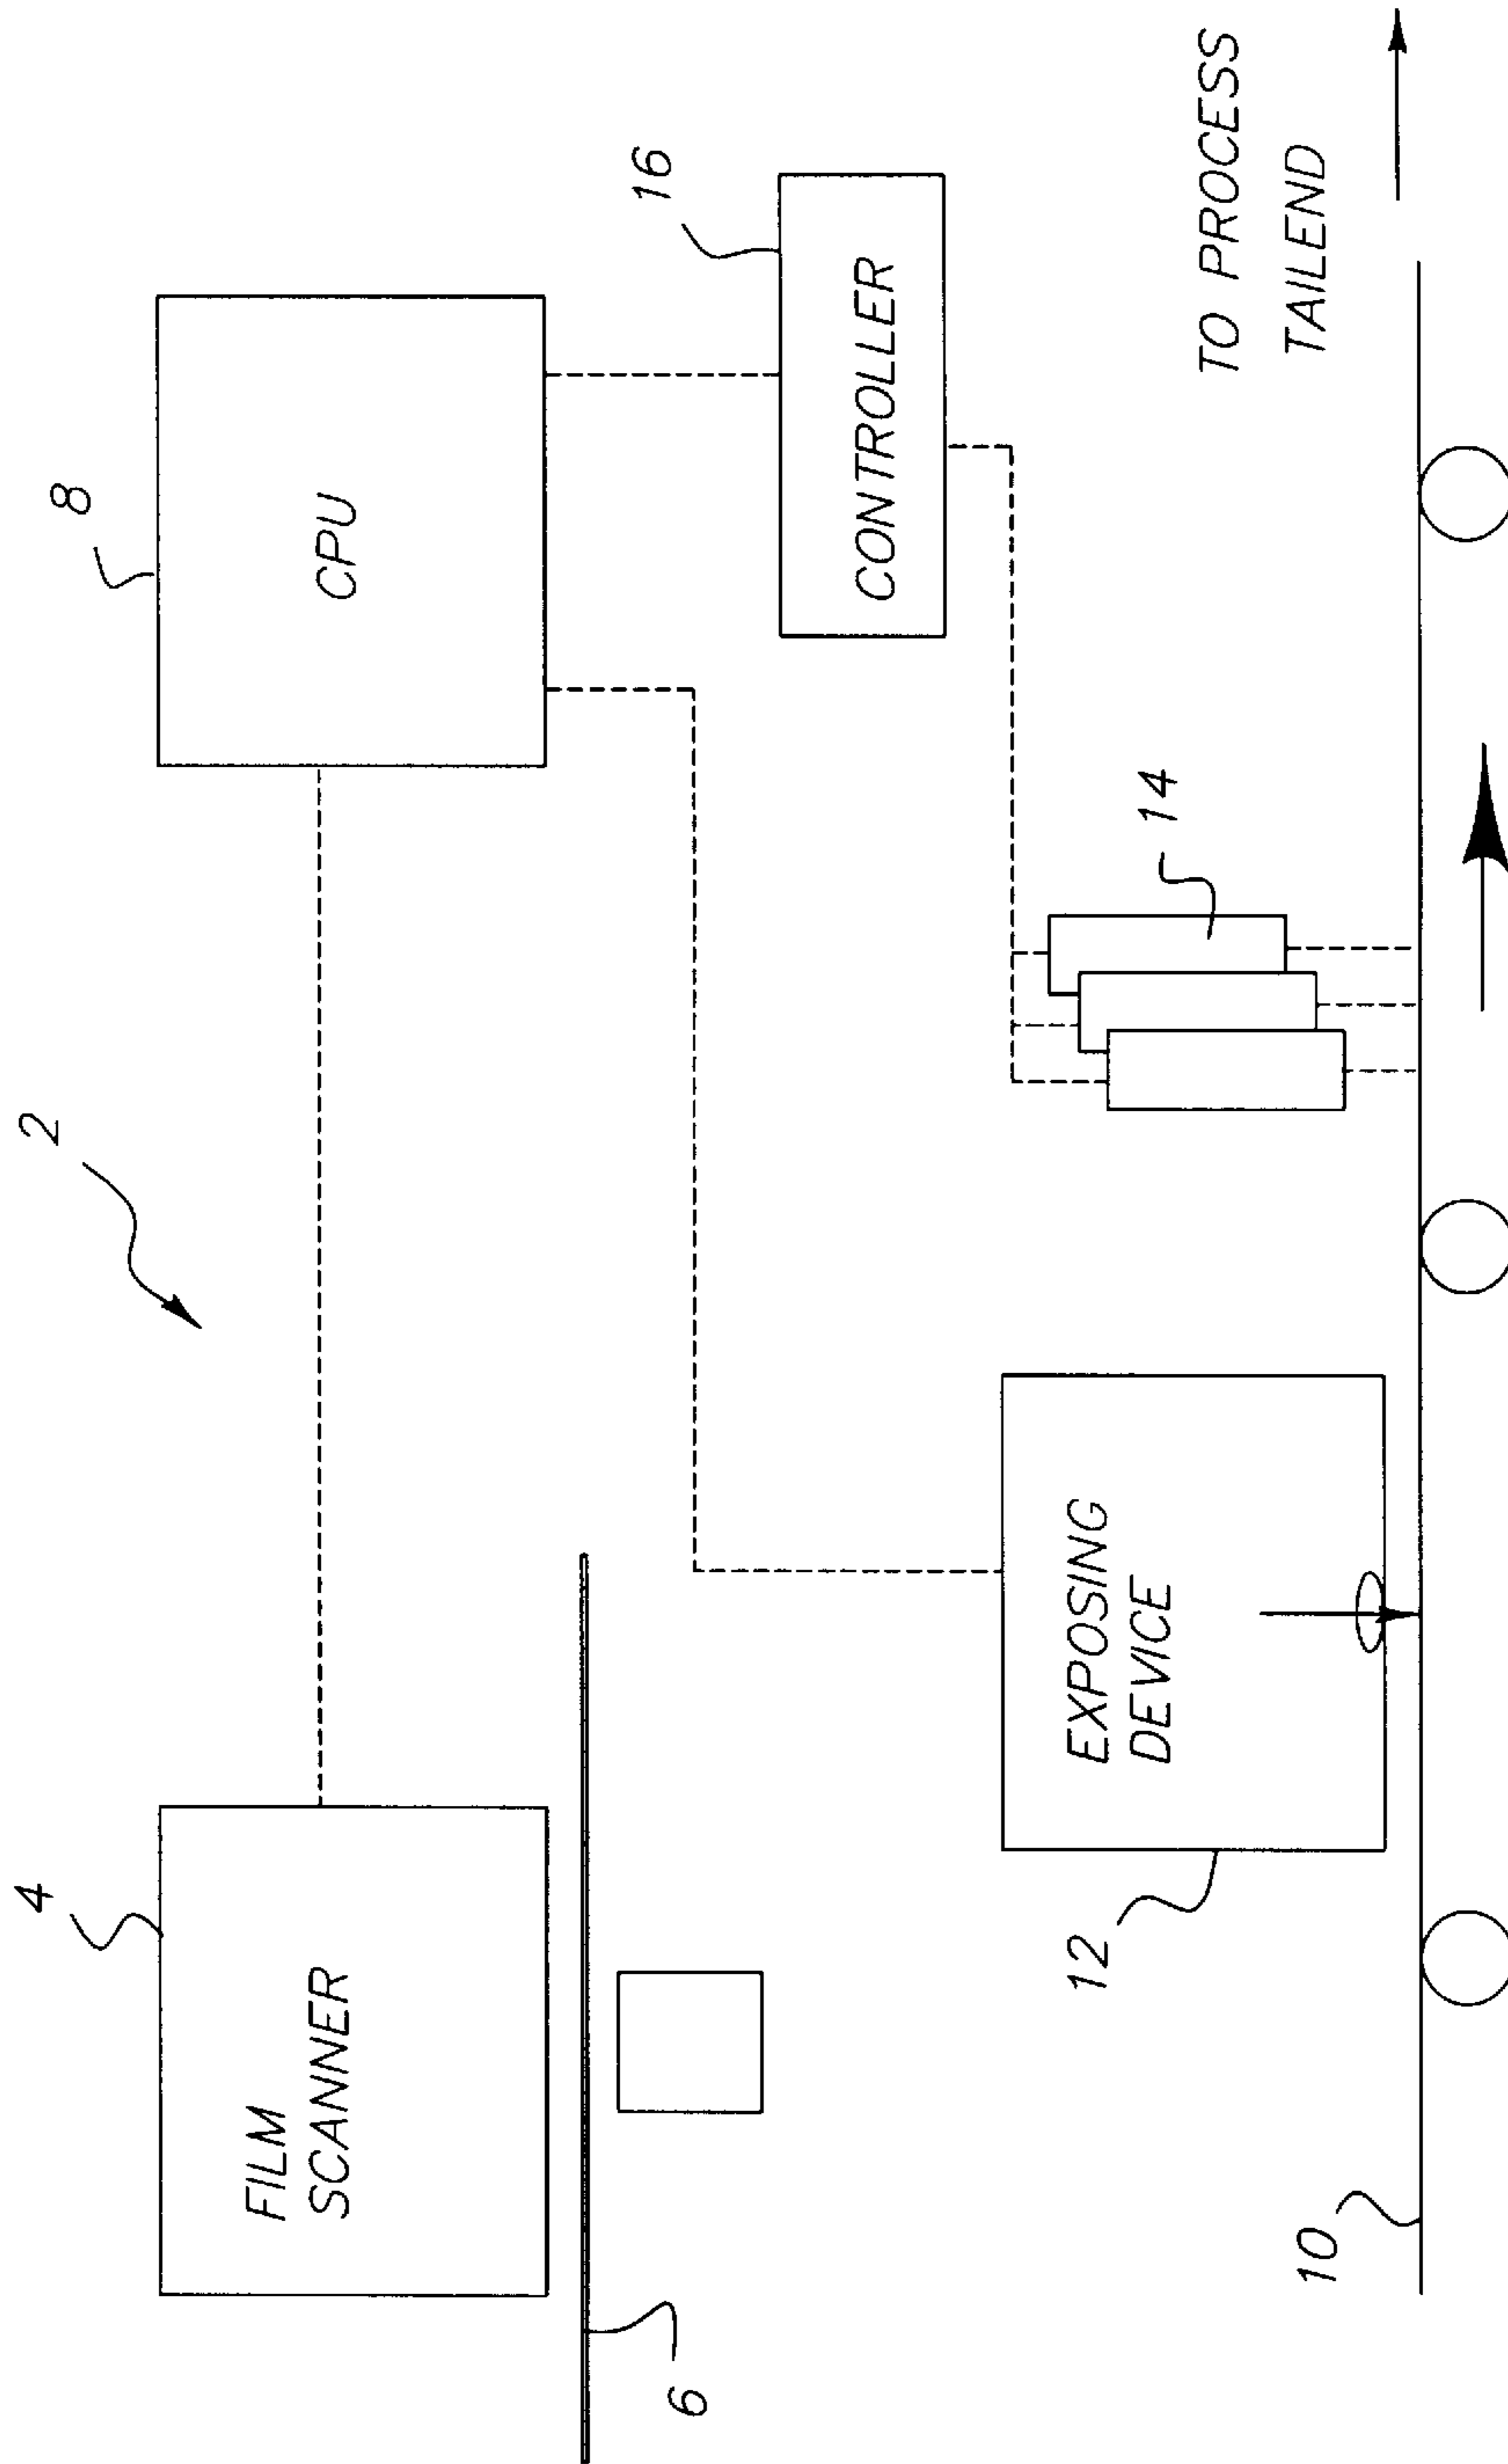 2
4
FILM
SCANNER
8
CPU
6
16
CONTROLLER
12
EXPOSING
DEVICE
14
10
TO PROCESS
TAILEND